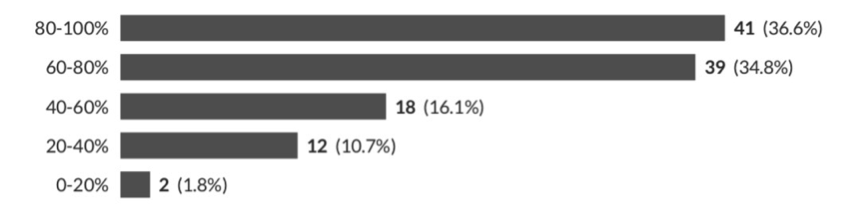 80-100% 41 (36.6%)
60-80% 39 (34.8%)
40-60% 18 (16.1%)
20-40% 12 (10.7%)
0-20% 2 (1.8%)